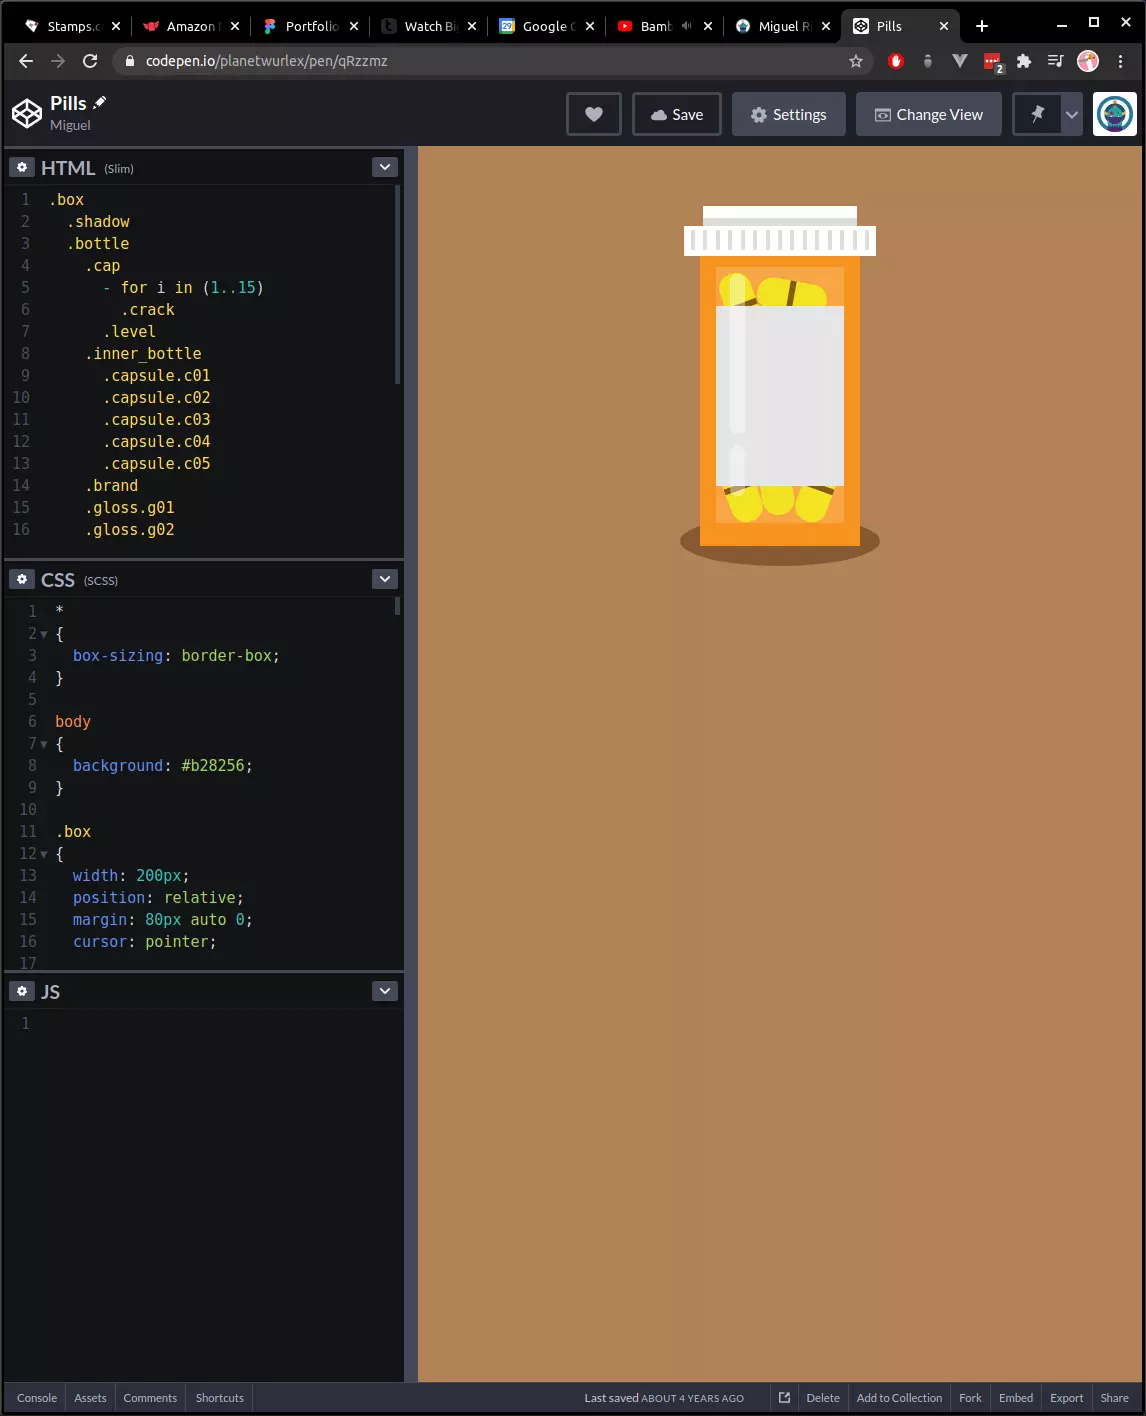 Stamps.c
Amazon
Portfolio
Watch Bi
29
Google C
Bamb
Miguel R
Pills
codepen.io/planetwurlex/pen/qRzzmz
2
Pills
Miguel
Save
Settings
Change View
HTML (Slim)
1 .box
2 .shadow
3 .bottle
4 .cap
5 - for i in (1..15)
6 .crack
7 .level
8 .inner_bottle
9 .capsule.c01
10 .capsule.c02
11 .capsule.c03
12 .capsule.c04
13 .capsule.c05
14 .brand
15 .gloss.g01
16 .gloss.g02
CSS (SCSS)
1 *
2 {
3 box-sizing: border-box;
4 }
5
6 body
7 {
8 background: #b28256;
9 }
10
11 .box
12 {
13 width: 200px;
14 position: relative;
15 margin: 80px auto 0;
16 cursor: pointer;
17
JS
1
Console Assets Comments Shortcuts Last saved ABOUT 4 YEARS AGO Delete Add to Collection Fork Embed Export Share